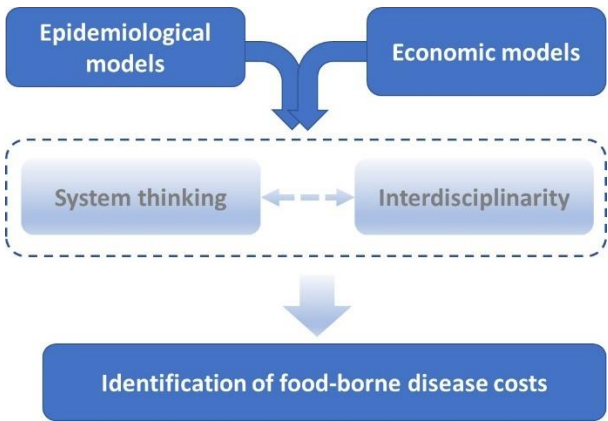 Epidemiological
models
Economic models
System thinking
Interdisciplinarity
Identification of food-borne disease costs